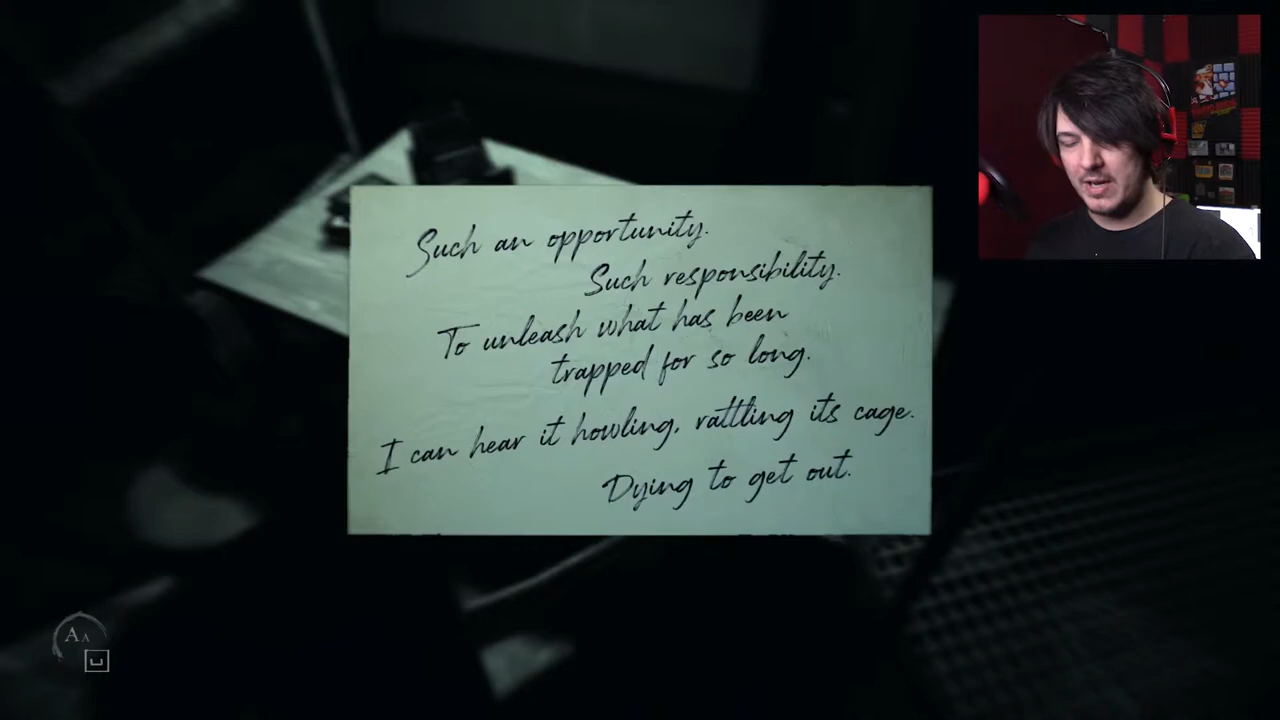 Such an opportunity.
Such responsibility.
To unleash what has been
trapped for so long.
I can hear it howling, rattling its cage.
Dying to get out.
AA